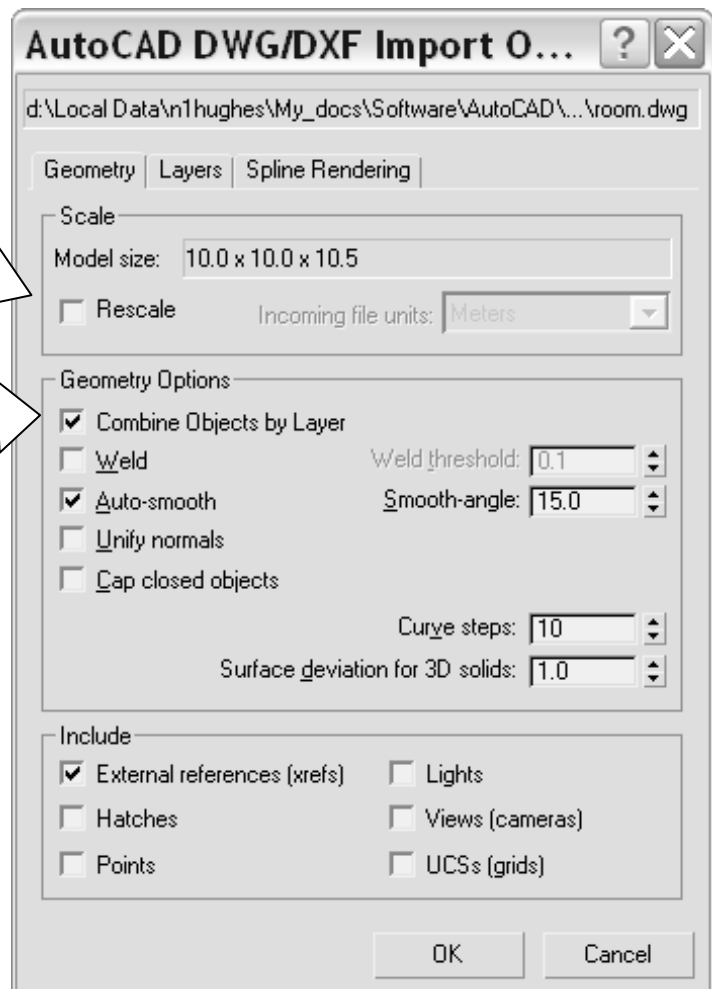 AutoCAD DWG/DXF Import O... ?
d:\Local Data\n1hughes\My_docs\Software\AutoCAD\...\room.dwg
Geometry Layers Spline Rendering
Scale
Model size: 10.0 x 10.0 x 10.5
Rescale Incoming file units: Meters
Geometry Options
Combine Objects by Layer
Weld Weld threshold: 0.1
Auto-smooth Smooth-angle: 15.0
Unify normals
Cap closed objects
Curve steps: 10
Surface deviation for 3D solids: 1.0
Include
External references (xrefs) Lights
Hatches Views (cameras)
Points UCSs (grids)
OK Cancel